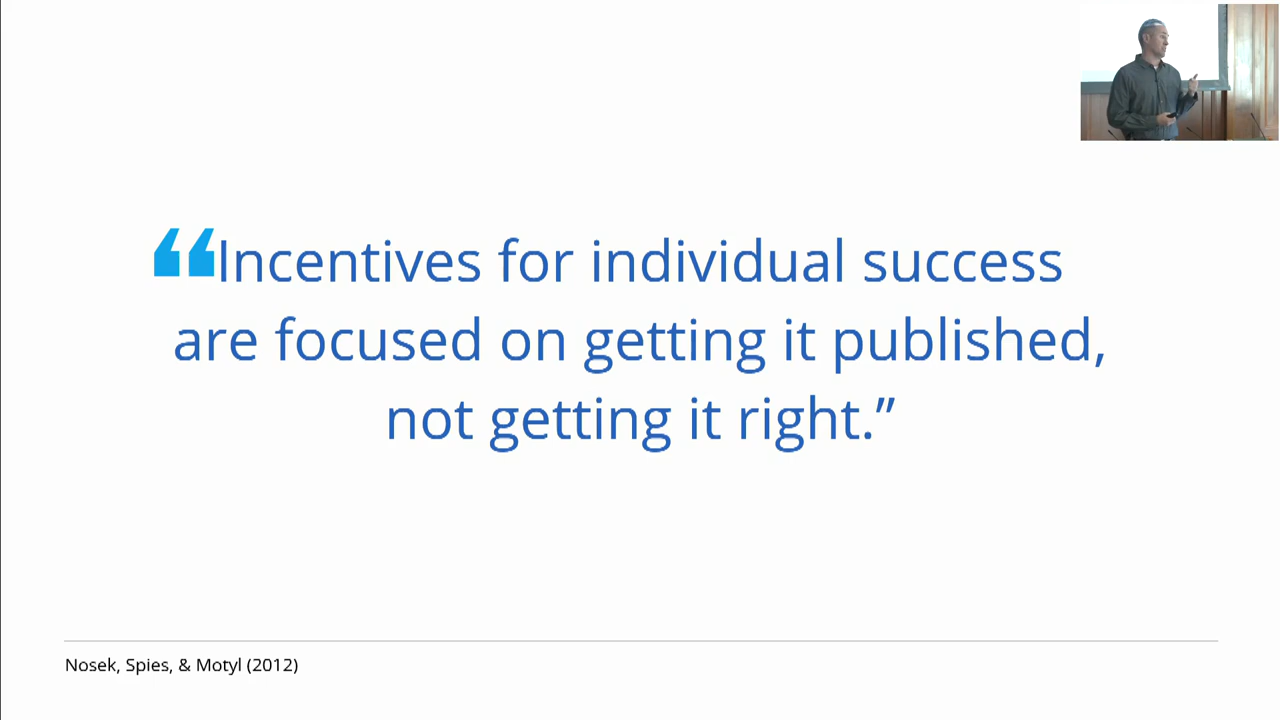 “Incentives for individual success
are focused on getting it published,
not getting it right.”
Nosek, Spies, & Motyl (2012)